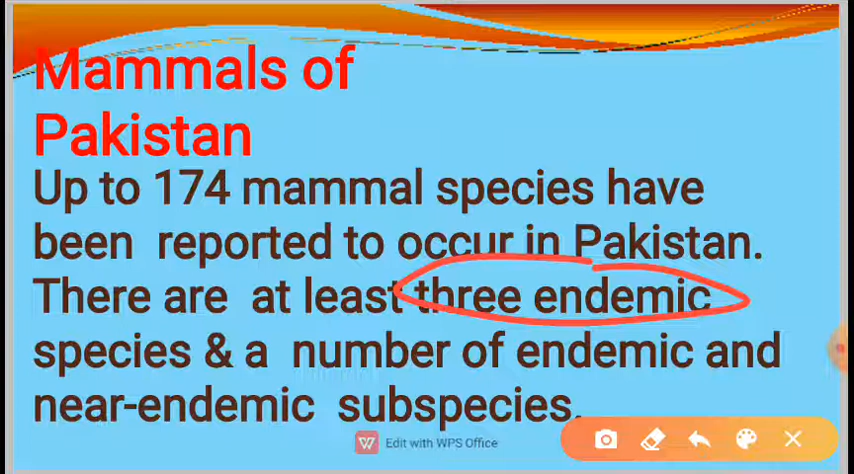 Mammals of
Pakistan
Up to 174 mammal species have
been reported to occur in Pakistan.
There are at least three endemic
species & a number of endemic and
near-endemic subspecies.
Edit with WPS Office